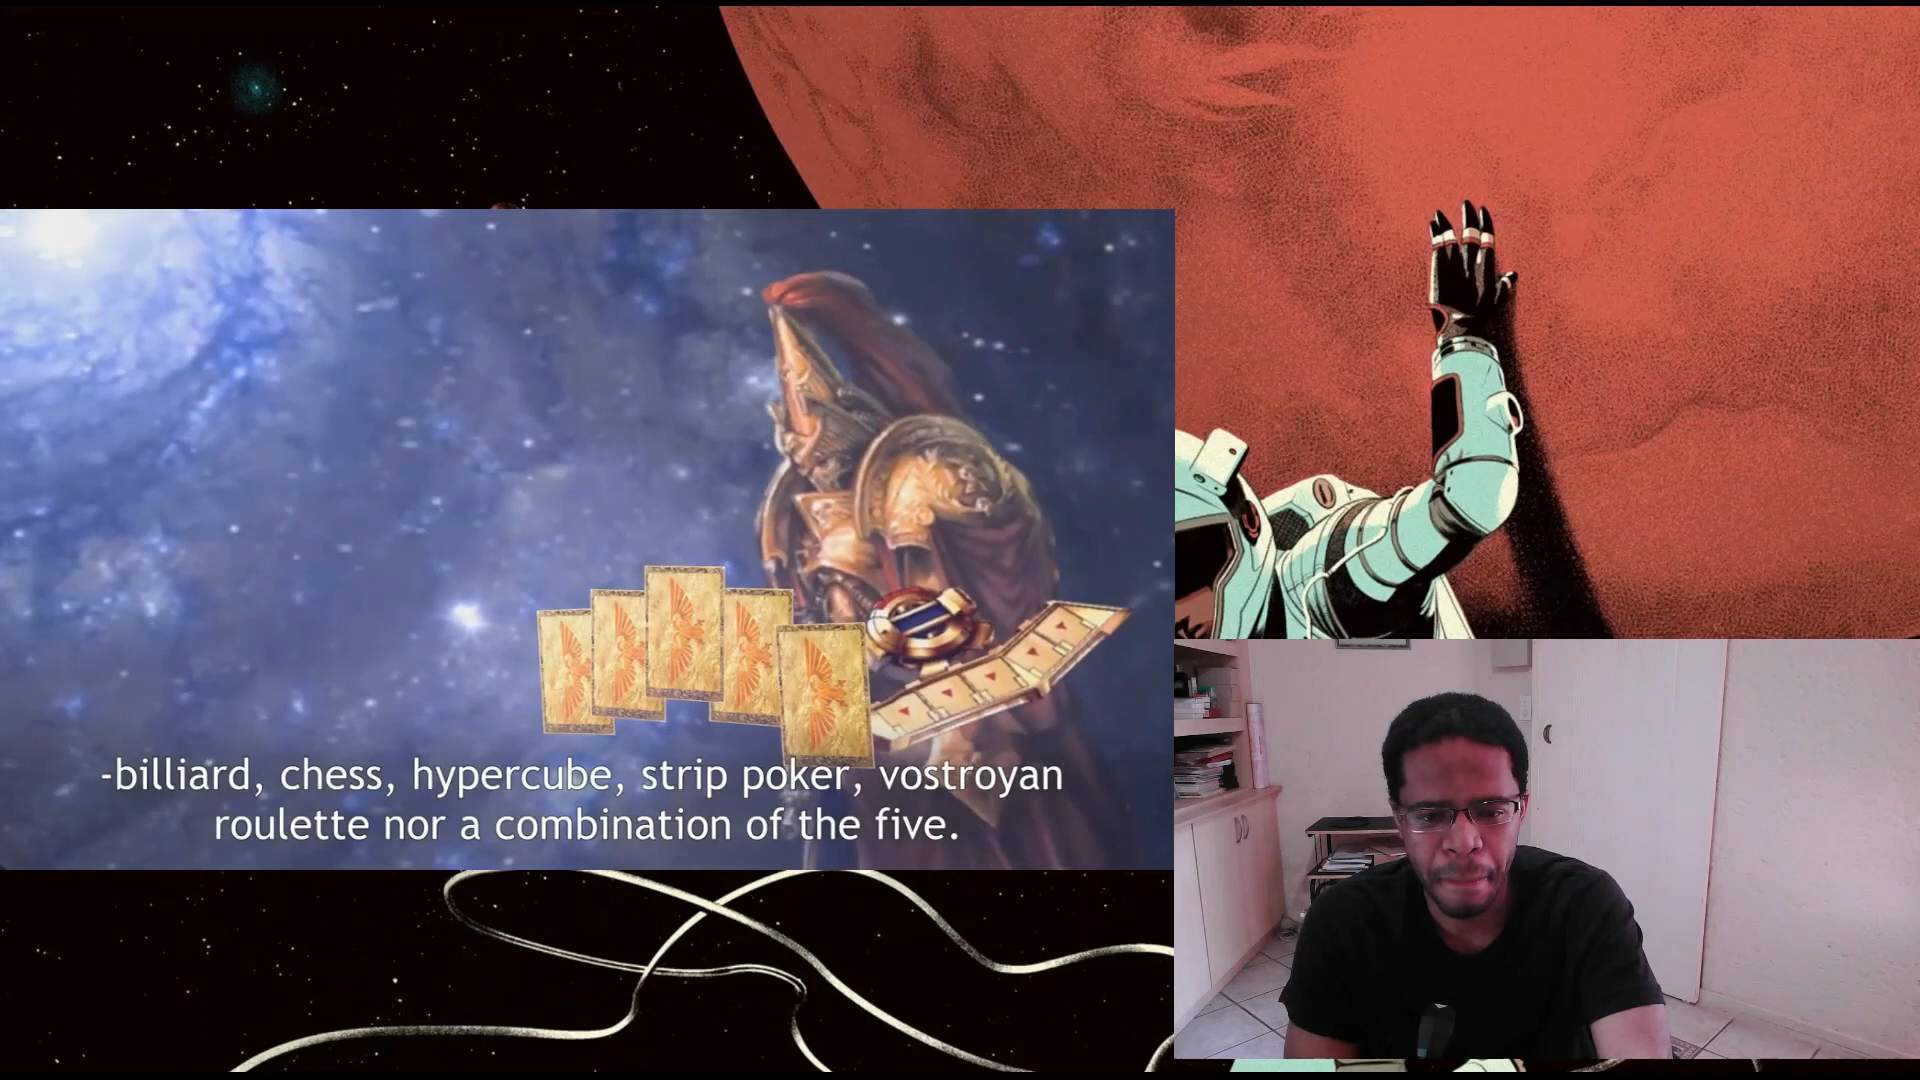 -billiard, chess, hypercube, strip poker, vostroyan
roulette nor a combination of the five.